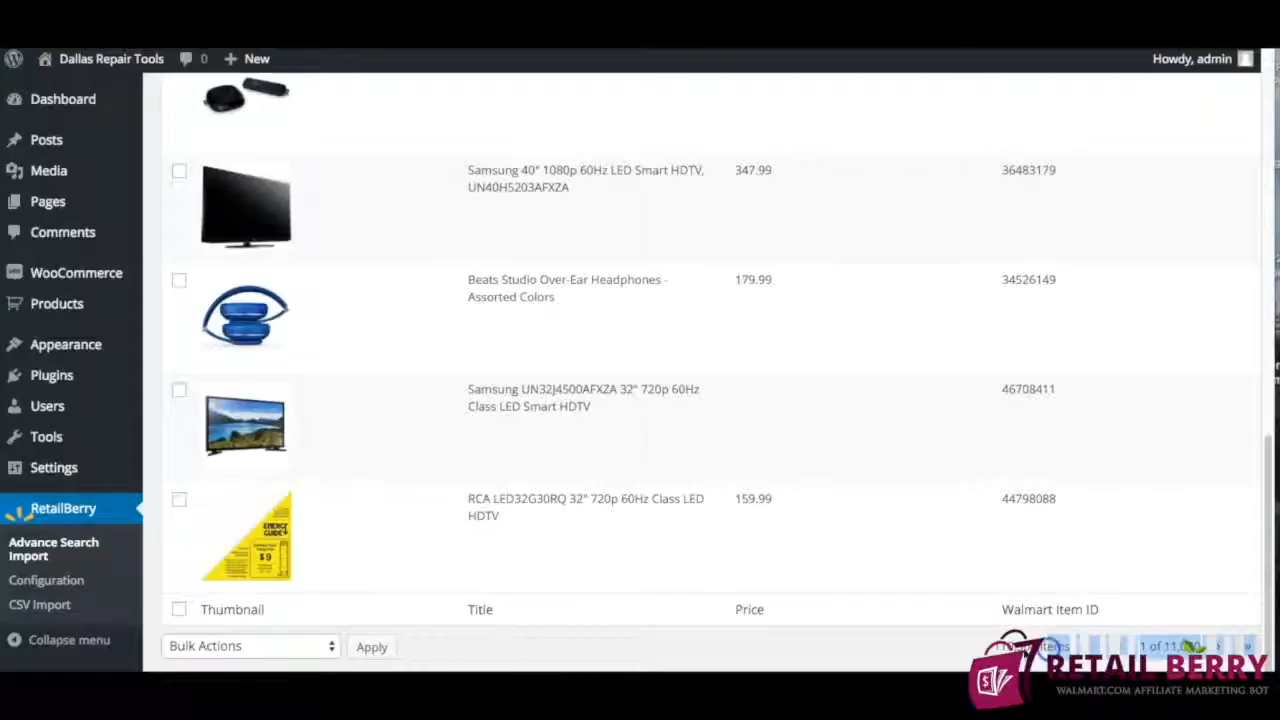 Dallas Repair Tools 0 New Howdy, admin
Dashboard
Posts
Media
Pages
Comments
WooCommerce
Products
Appearance
Plugins
Users
Tools
Settings
RetailBerry
Advance Search
Import
Configuration
CSV Import
Collapse menu
Samsung 40" 1080p 60Hz LED Smart HDTV,
UN40H5203AFXZA
347.99
36483179
Beats Studio Over-Ear Headphones -
Assorted Colors
179.99
34526149
Samsung UN32J4500AFXZA 32" 720p 60Hz
Class LED Smart HDTV
46708411
ENERGY
GUIDE
$9
RCA LED32G30RQ 32" 720p 60Hz Class LED
HDTV
159.99
44798088
Thumbnail Title Price Walmart Item ID
Bulk Actions Apply
items 1 of › »
RETAIL BERRY
WALMART.COM AFFILIATE MARKETING BOT